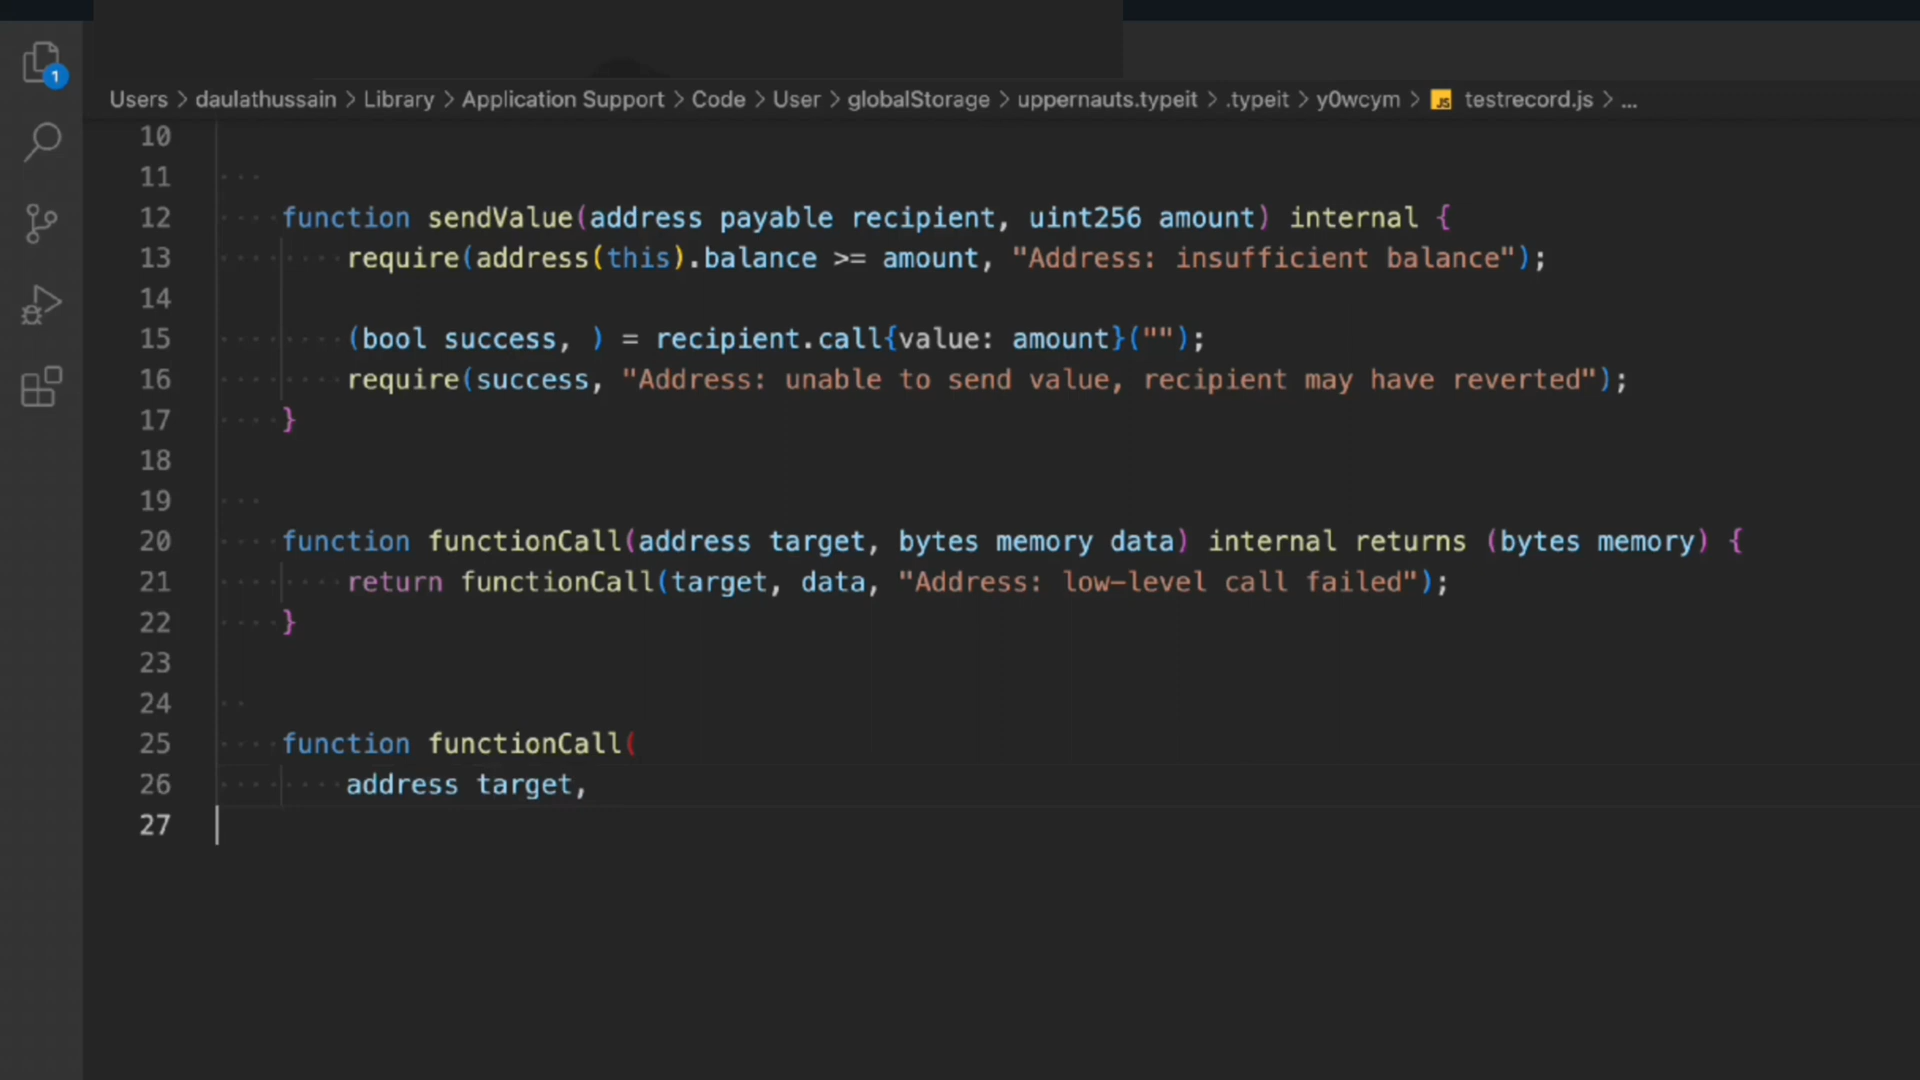 1
Users > daulathussain > Library > Application Support > Code > User > globalStorage > uppernauts.typeit > .typeit > y0wcym > JS testrecord.js > ...
10
11
12 function sendValue(address payable recipient, uint256 amount) internal {
13 require(address(this).balance >= amount, "Address: insufficient balance");
14
15 (bool success, ) = recipient.call{value: amount}("");
16 require(success, "Address: unable to send value, recipient may have reverted");
17 }
18
19
20 function functionCall(address target, bytes memory data) internal returns (bytes memory) {
21 return functionCall(target, data, "Address: low-level call failed");
22 }
23
24
25 function functionCall(
26 address target,
27